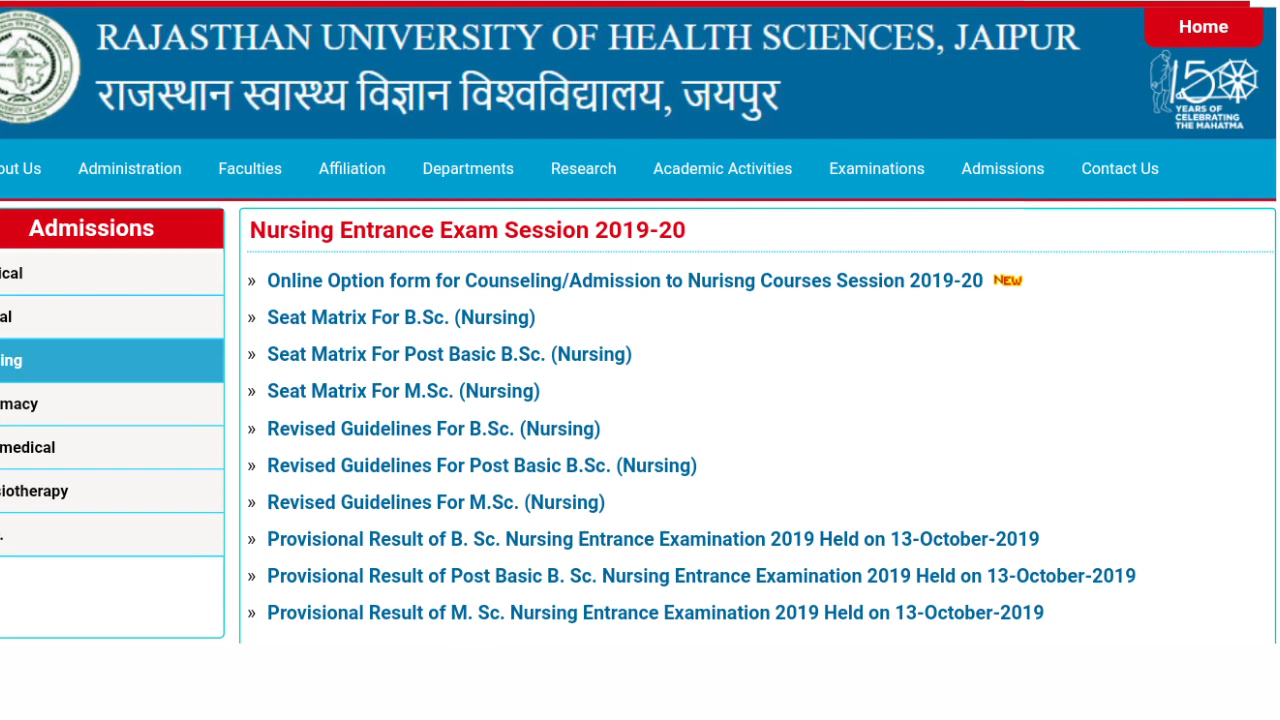 Home
RAJASTHAN UNIVERSITY OF HEALTH SCIENCES, JAIPUR
राजस्थान स्वास्थ्य विज्ञान विश्वविद्यालय, जयपुर
150
YEARS OF
CELEBRATING
THE MAHATMA
out Us Administration Faculties Affiliation Departments Research Academic Activities Examinations Admissions Contact Us
Admissions
ical
al
ing
macy
medical
iotherapy
.
Nursing Entrance Exam Session 2019-20
» Online Option form for Counseling/Admission to Nurisng Courses Session 2019-20 NEW
» Seat Matrix For B.Sc. (Nursing)
» Seat Matrix For Post Basic B.Sc. (Nursing)
» Seat Matrix For M.Sc. (Nursing)
» Revised Guidelines For B.Sc. (Nursing)
» Revised Guidelines For Post Basic B.Sc. (Nursing)
» Revised Guidelines For M.Sc. (Nursing)
» Provisional Result of B. Sc. Nursing Entrance Examination 2019 Held on 13-October-2019
» Provisional Result of Post Basic B. Sc. Nursing Entrance Examination 2019 Held on 13-October-2019
» Provisional Result of M. Sc. Nursing Entrance Examination 2019 Held on 13-October-2019